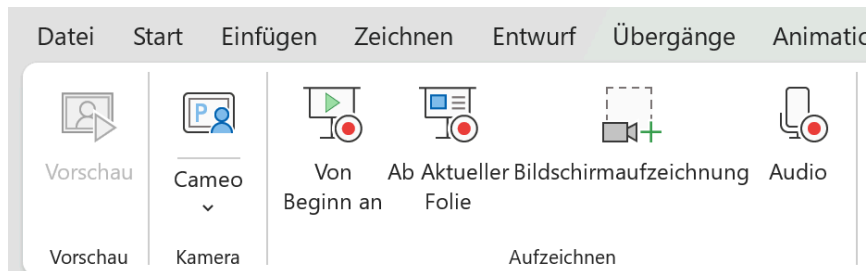 Datei Start Einfügen Zeichnen Entwurf Übergänge
Vorschau
Cameo
Von Beginn an
Ab Aktueller Folie
Bildschirmaufzeichnung
Audio
Vorschau Kamera Aufzeichnen